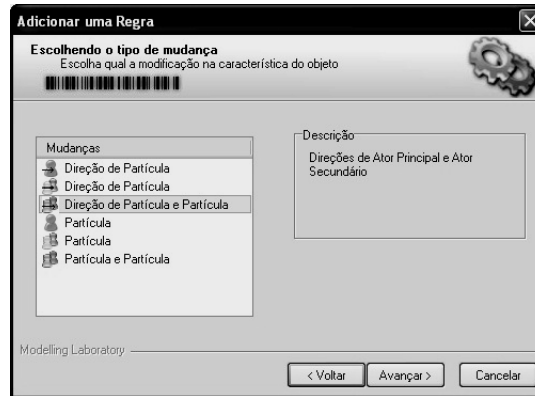 Adicionar uma Regra
Escolhendo o tipo de mudança
Escolha qual a modificação na característica do objeto
Mudanças
Direção de Partícula
Direção de Partícula
Direção de Partícula e Partícula
Partícula
Partícula
Partícula e Partícula
Descrição
Direções de Ator Principal e Ator
Secundário
Modelling Laboratory
< Voltar
Avançar >
Cancelar